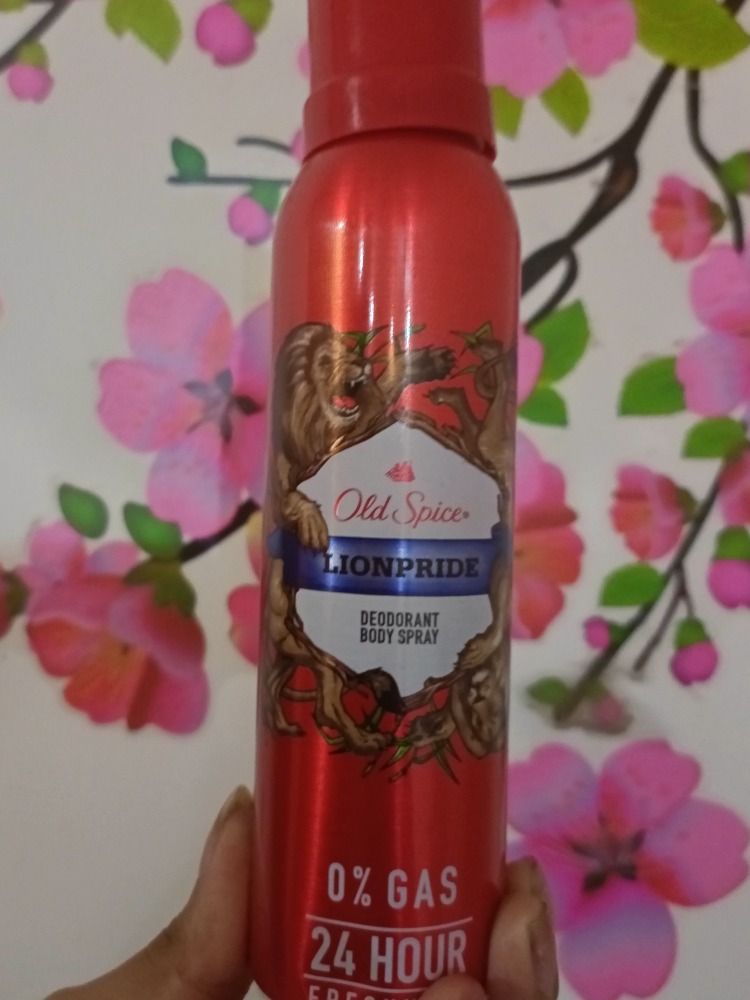 Old Spice®
LIONPRIDE
DEODORANT
BODY SPRAY
0% GAS
24 HOUR